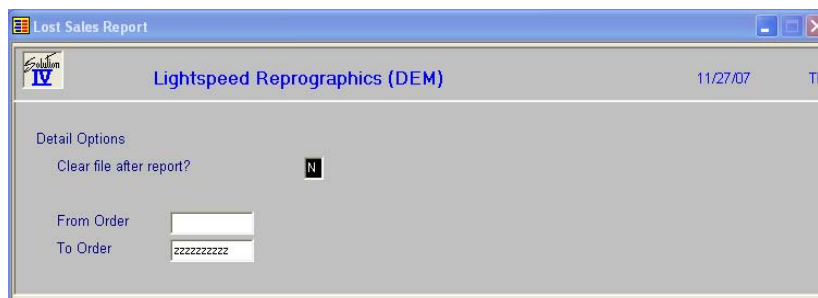 Lost Sales Report
Solution IV
Lightspeed Reprographics (DEM) 11/27/07
Detail Options
Clear file after report? N
From Order
To Order zzzzzzzzzz